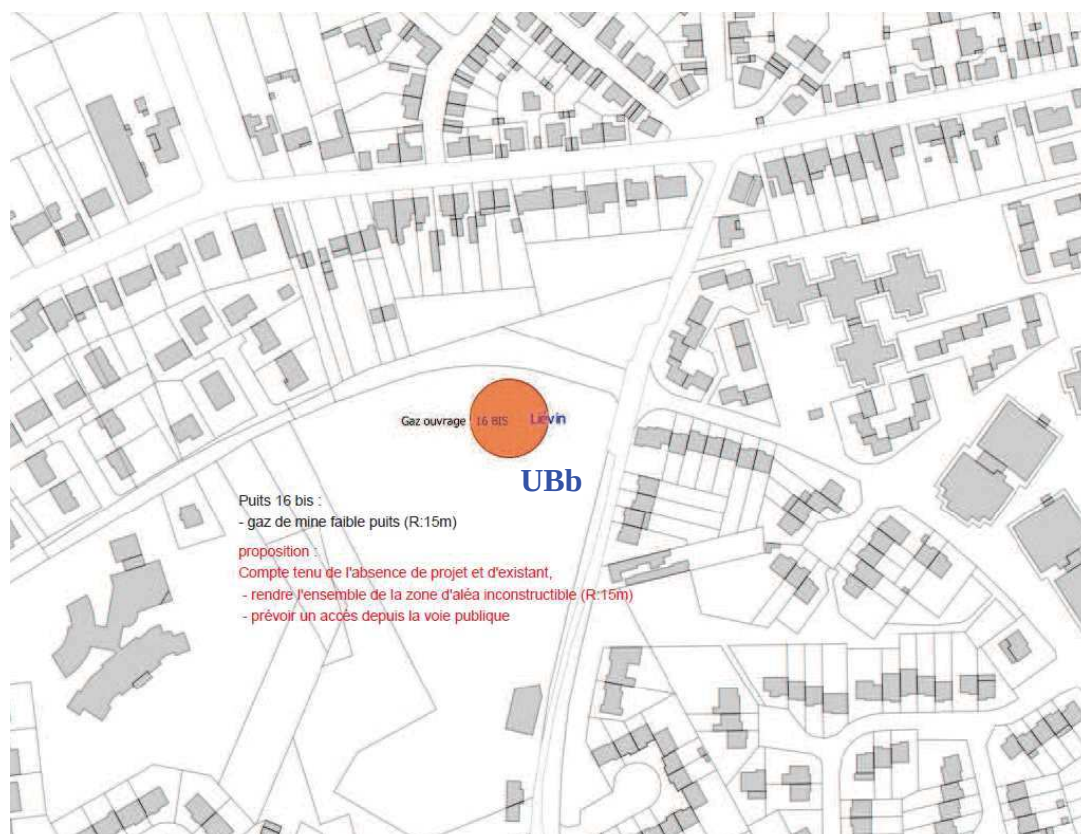 Gaz ouvrage 16 BIS Liévin
UBb
Puits 16 bis :
- gaz de mine faible puits (R:15m)
proposition :
Compte tenu de l'absence de projet et d'existant,
- rendre l'ensemble de la zone d'aléa inconstructible (R:15m)
- prévoir un accès depuis la voie publique